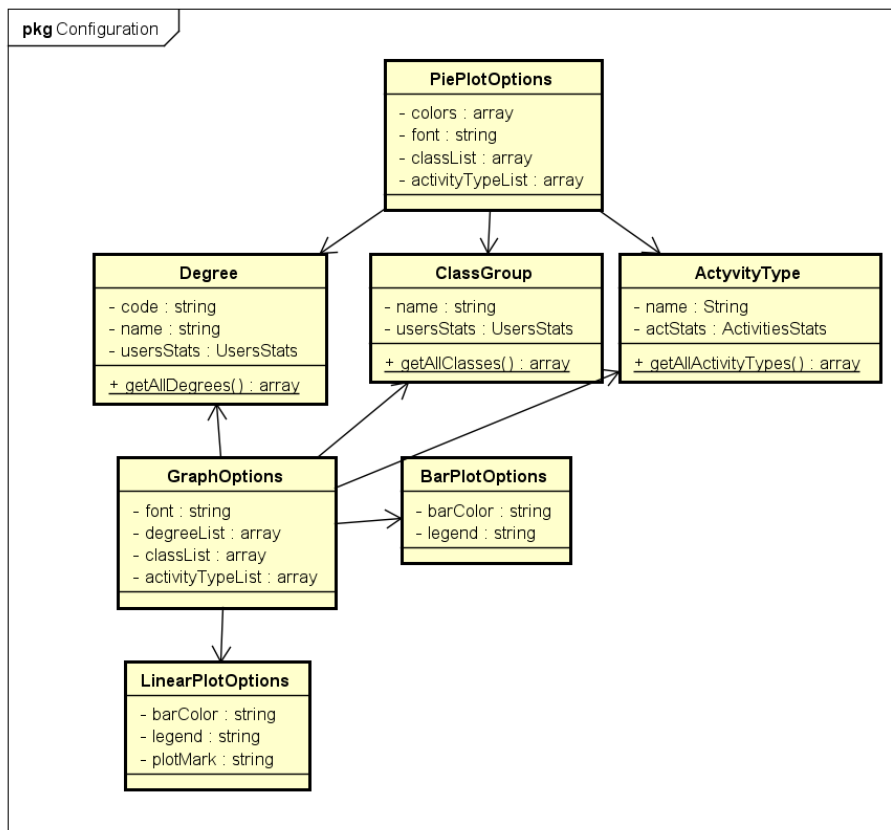 pkg Configuration
PiePlotOptions
- colors : array
- font : string
- classList : array
- activityTypeList : array
Degree
- code : string
- name : string
- usersStats : UsersStats
+ getAllDegrees() : array
ClassGroup
- name : string
- usersStats : UsersStats
+ getAllClasses() : array
ActyvityType
- name : String
- actStats : ActivitiesStats
+ getAllActivityTypes() : array
GraphOptions
- font : string
- degreeList : array
- classList : array
- activityTypeList : array
BarPlotOptions
- barColor : string
- legend : string
LinearPlotOptions
- barColor : string
- legend : string
- plotMark : string